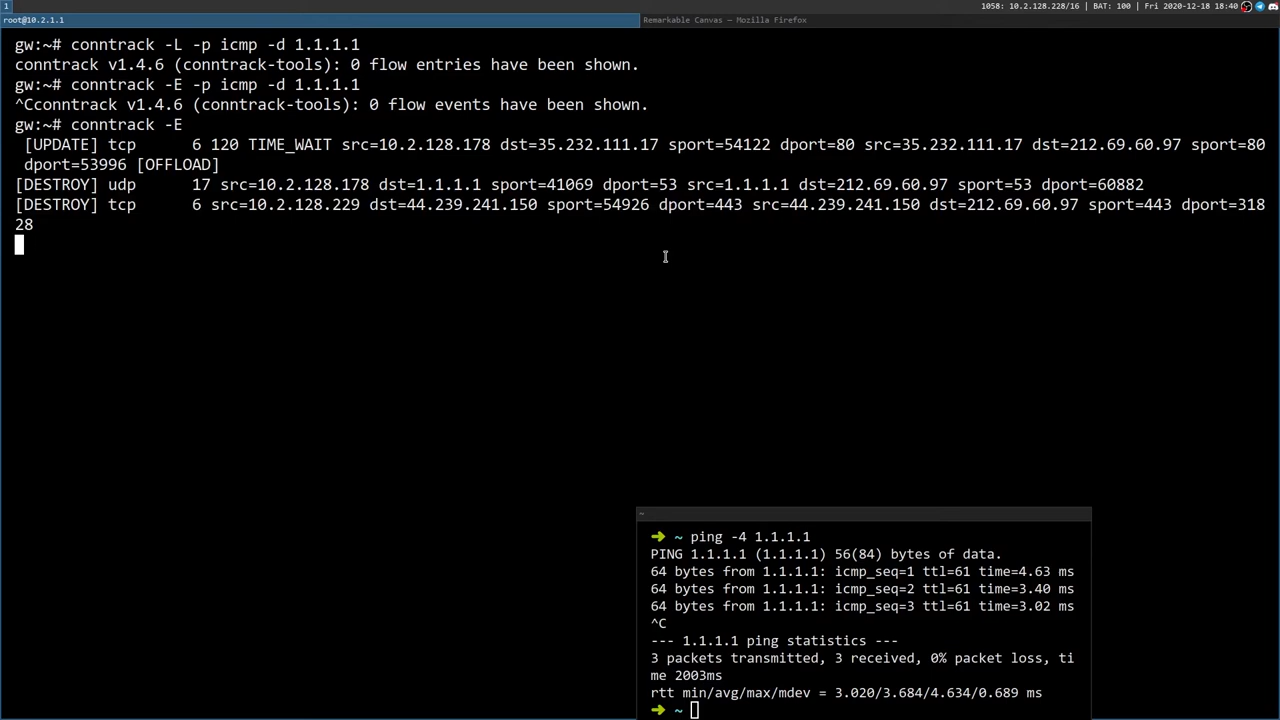 1
1058: 10.2.128.228/16 | BAT: 100 | Fri 2020-12-18 18:40
root@10.2.1.1
Remarkable Canvas — Mozilla Firefox
gw:~# conntrack -L -p icmp -d 1.1.1.1
conntrack v1.4.6 (conntrack-tools): 0 flow entries have been shown.
gw:~# conntrack -E -p icmp -d 1.1.1.1
^Cconntrack v1.4.6 (conntrack-tools): 0 flow events have been shown.
gw:~# conntrack -E
[UPDATE] tcp      6 120 TIME_WAIT src=10.2.128.178 dst=35.232.111.17 sport=54122 dport=80 src=35.232.111.17 dst=212.69.60.97 sport=80
dport=53996 [OFFLOAD]
[DESTROY] udp      17 src=10.2.128.178 dst=1.1.1.1 sport=41069 dport=53 src=1.1.1.1 dst=212.69.60.97 sport=53 dport=60882
[DESTROY] tcp      6 src=10.2.128.229 dst=44.239.241.150 sport=54926 dport=443 src=44.239.241.150 dst=212.69.60.97 sport=443 dport=318
28
~
➜ ~ ping -4 1.1.1.1
PING 1.1.1.1 (1.1.1.1) 56(84) bytes of data.
64 bytes from 1.1.1.1: icmp_seq=1 ttl=61 time=4.63 ms
64 bytes from 1.1.1.1: icmp_seq=2 ttl=61 time=3.40 ms
64 bytes from 1.1.1.1: icmp_seq=3 ttl=61 time=3.02 ms
^C
--- 1.1.1.1 ping statistics ---
3 packets transmitted, 3 received, 0% packet loss, ti
me 2003ms
rtt min/avg/max/mdev = 3.020/3.684/4.634/0.689 ms
➜ ~